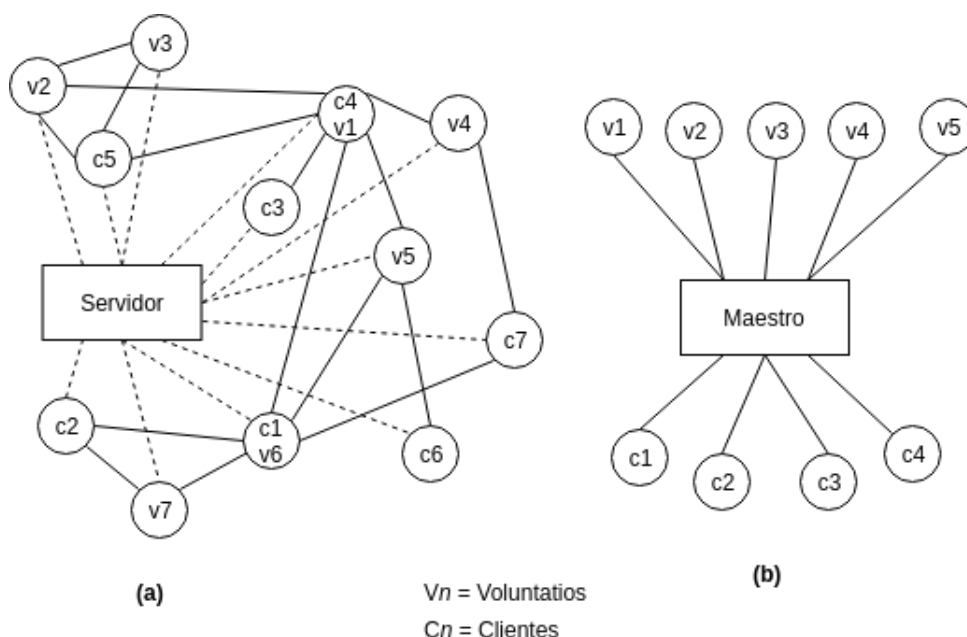 v3
v2
c4
v1
v4
c5
c3
v5
Servidor
c7
c2
c1
v6
c6
v7
(a)
v1
v2
v3
v4
v5
Maestro
c1
c2
c3
c4
(b)
Vn = Voluntatios
Cn = Clientes